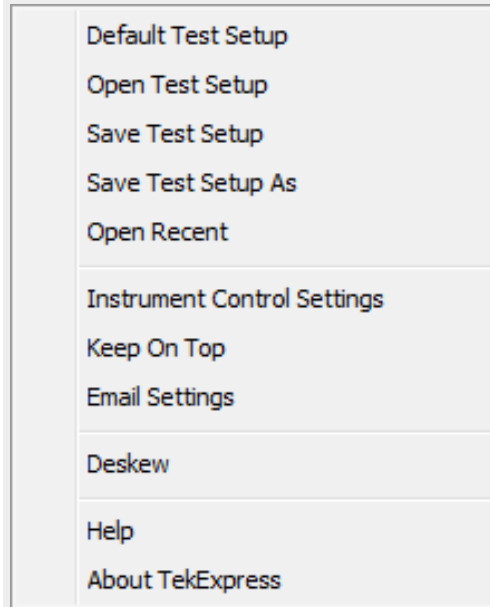 Default Test Setup
Open Test Setup
Save Test Setup
Save Test Setup As
Open Recent
Instrument Control Settings
Keep On Top
Email Settings
Deskew
Help
About TekExpress